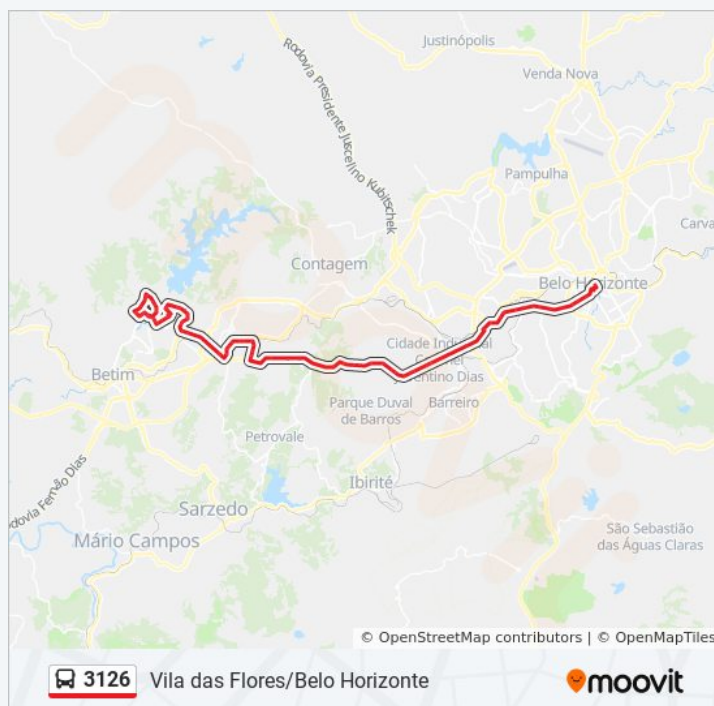 Justinópolis
Rodovia Presidente Juscelino Kubitschek
Venda Nova
Pampulha
Carva
Contagem
Belo Horizonte
Cidade Industrial
Betim
entino Dias
Parque Duval
de Barros
Barreiro
Petrovale
Ibirité
Rodovia Fernão Dias
Sarzedo
Mário Campos
São Sebastião
das Águas Claras
© OpenStreetMap contributors | © OpenMapTiles
3126 Vila das Flores/Belo Horizonte
moovit